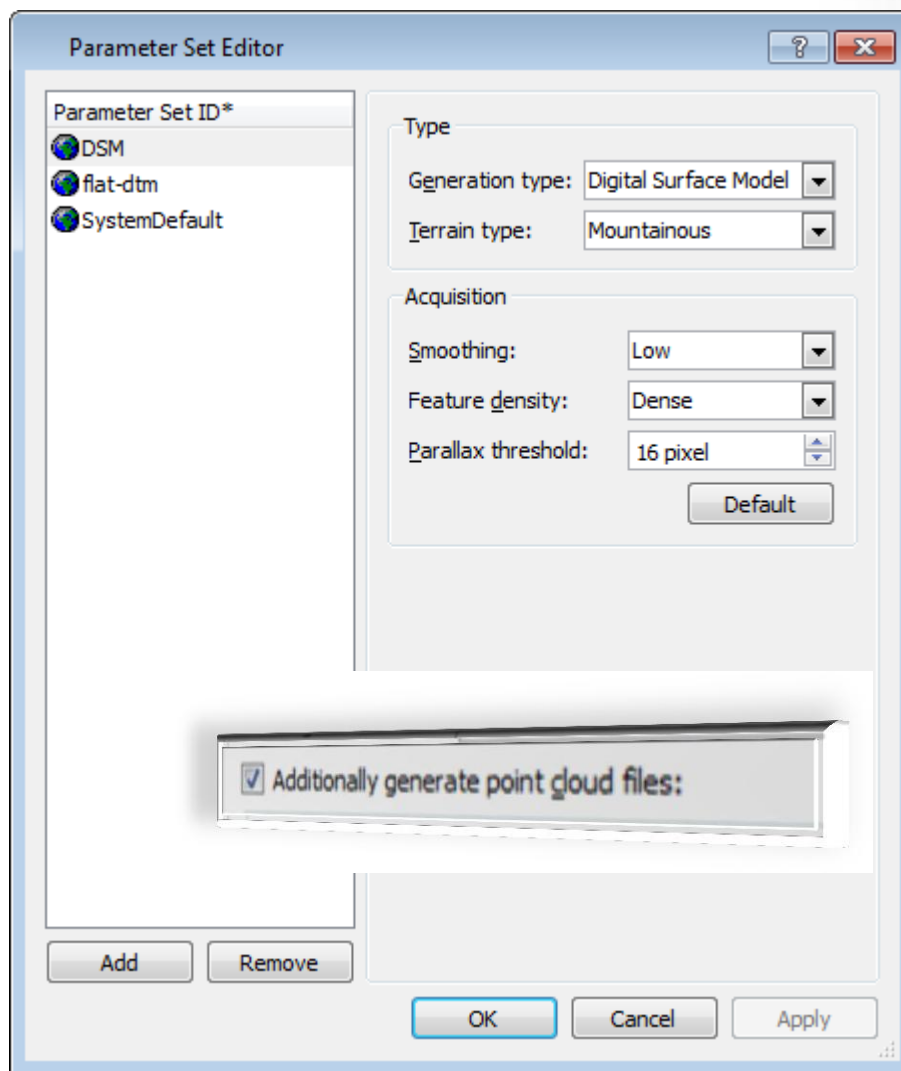 Parameter Set Editor
Parameter Set ID*
DSM
flat-dtm
SystemDefault
Add
Remove
Type
Generation type: Digital Surface Model
Terrain type: Mountainous
Acquisition
Smoothing: Low
Feature density: Dense
Parallax threshold: 16 pixel
Default
Additionally generate point cloud files:
OK
Cancel
Apply